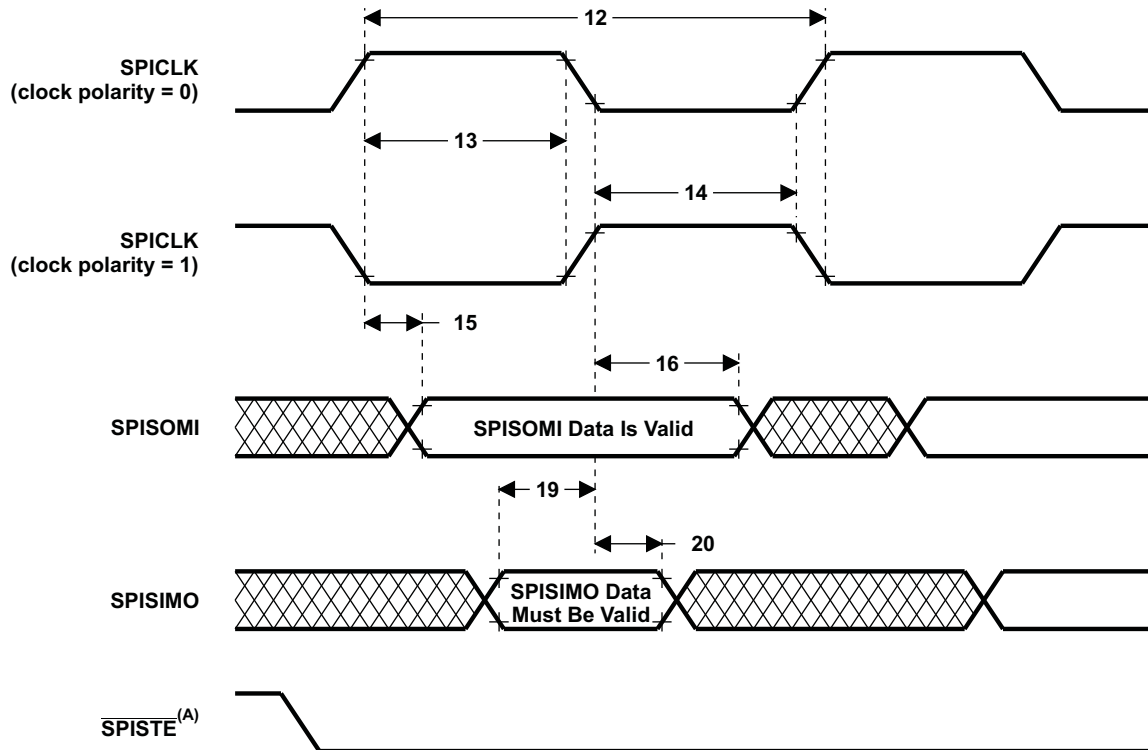 12
SPICLK
(clock polarity = 0)
13
14
SPICLK
(clock polarity = 1)
15
16
SPISOMI
SPISOMI Data Is Valid
19
20
SPISIMO
SPISIMO Data
Must Be Valid
SPISTE(A)